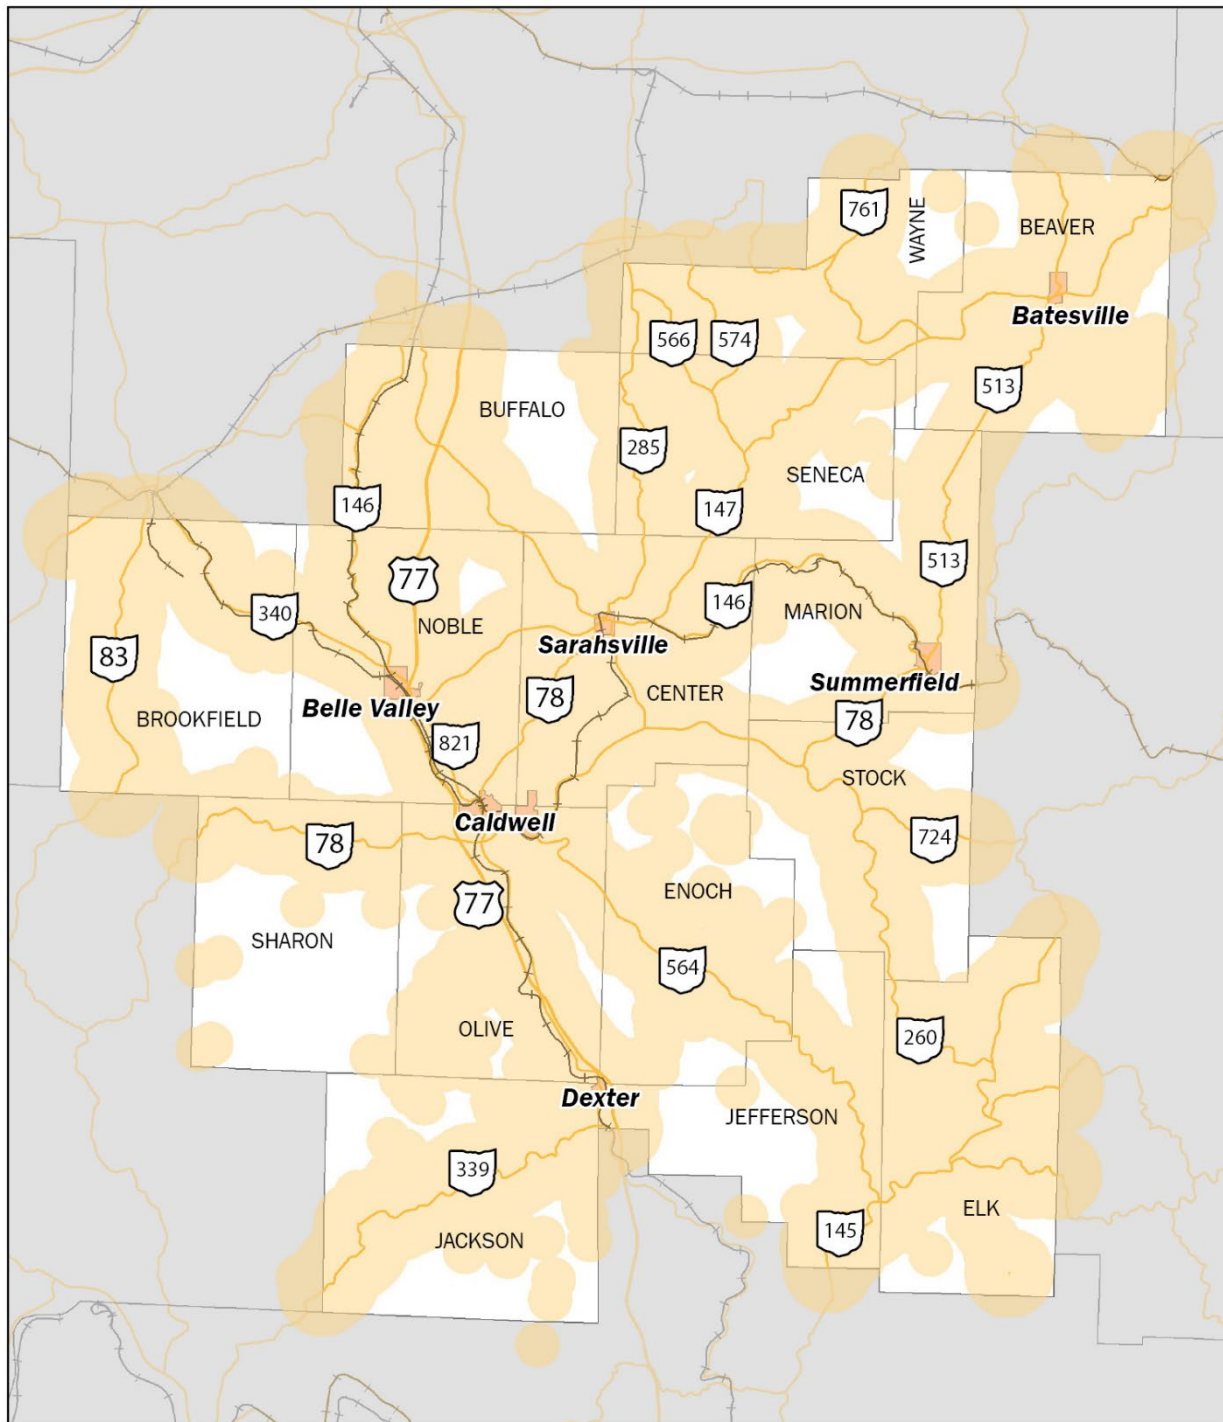 761
WAYNE
BEAVER
Batesville
566
574
513
BUFFALO
285
SENECA
146
147
77
513
340
NOBLE
146
MARION
83
Sarahsville
Summerfield
BROOKFIELD
Belle Valley
78
CENTER
78
821
STOCK
Caldwell
78
724
77
ENOCH
SHARON
564
OLIVE
260
Dexter
JEFFERSON
339
ELK
JACKSON
145